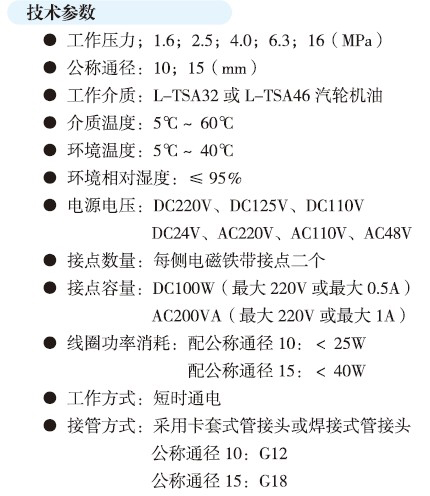 技术参数
● 工作压力；1.6；2.5；4.0；6.3；16（MPa）
● 公称通径：10；15（mm）
● 工作介质：L-TSA32 或 L-TSA46 汽轮机油
● 介质温度：5℃ ~ 60℃
● 环境温度：5℃ ~ 40℃
● 环境相对湿度：≤ 95%
● 电源电压：DC220V、DC125V、DC110V
DC24V、AC220V、AC110V、AC48V
● 接点数量：每侧电磁铁带接点二个
● 接点容量：DC100W（最大 220V 或最大 0.5A）
AC200VA（最大 220V 或最大 1A）
● 线圈功率消耗：配公称通径 10：< 25W
配公称通径 15：< 40W
● 工作方式：短时通电
● 接管方式：采用卡套式管接头或焊接式管接头
公称通径 10：G12
公称通径 15：G18